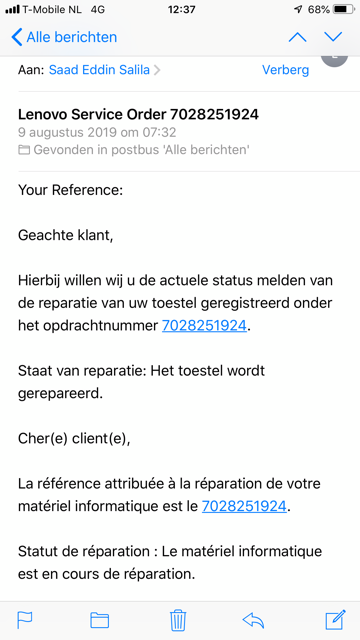 T-Mobile NL 4G 12:37 68%
Alle berichten
Aan: Saad Eddin Salila Verberg
Lenovo Service Order 7028251924
9 augustus 2019 om 07:32
Gevonden in postbus 'Alle berichten'
Your Reference:
Geachte klant,
Hierbij willen wij u de actuele status melden van
de reparatie van uw toestel geregistreerd onder
het opdrachtnummer 7028251924.
Staat van reparatie: Het toestel wordt
gerepareerd.
Cher(e) client(e),
La référence attribuée à la réparation de votre
matériel informatique est le 7028251924.
Statut de réparation : Le matériel informatique
est en cours de réparation.